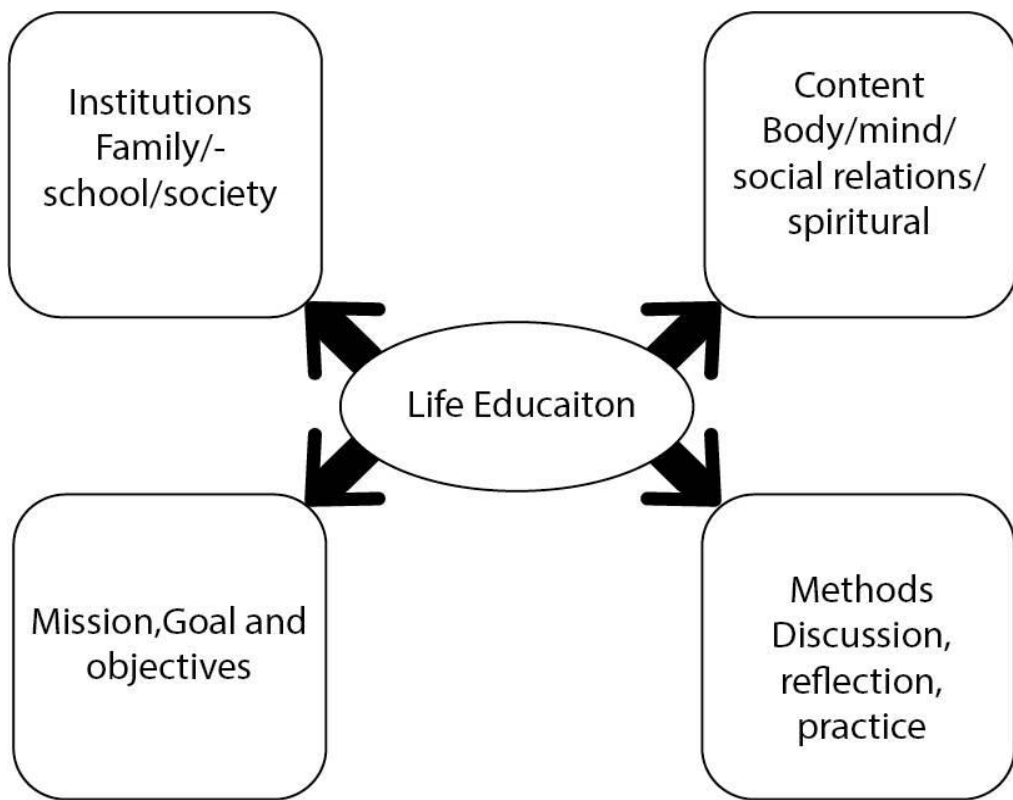 Institutions
Family/-
school/society
Content
Body/mind/
social relations/
spiritural
Life Educaiton
Mission,Goal and
objectives
Methods
Discussion,
reflection,
practice